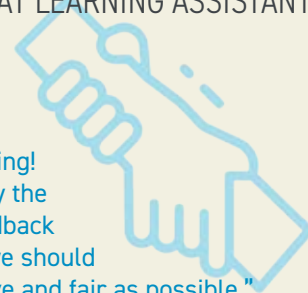 AT LEARNING ASSISTANT
ing!
y the
dback
e should
e and fair as possible."